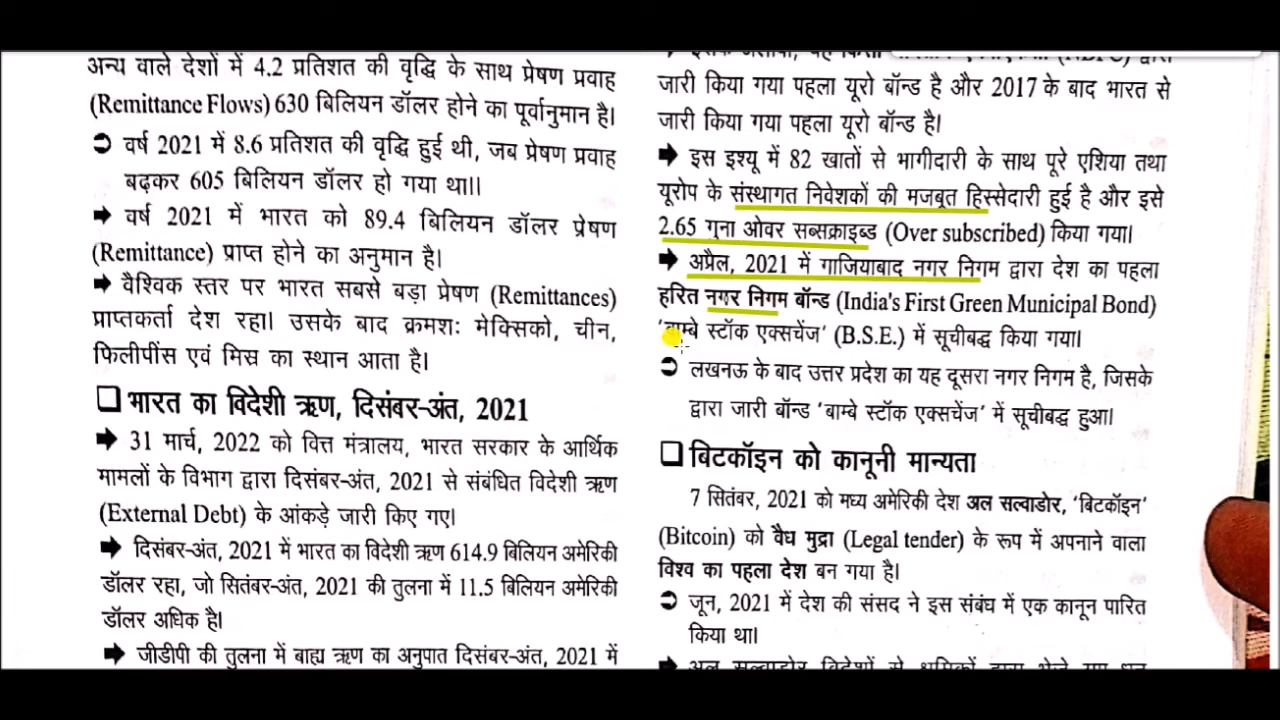 अन्य वाले देशों में 4.2 प्रतिशत की वृद्धि के साथ प्रेषण प्रवाह
(Remittance Flows) 630 बिलियन डॉलर होने का पूर्वानुमान है।
➲ वर्ष 2021 में 8.6 प्रतिशत की वृद्धि हुई थी, जब प्रेषण प्रवाह
बढ़कर 605 बिलियन डॉलर हो गया था।।
➡ वर्ष 2021 में भारत को 89.4 बिलियन डॉलर प्रेषण
(Remittance) प्राप्त होने का अनुमान है।
➡ वैश्विक स्तर पर भारत सबसे बड़ा प्रेषण (Remittances)
प्राप्तकर्ता देश रहा। उसके बाद क्रमशः मेक्सिको, चीन,
फिलीपींस एवं मिस्र का स्थान आता है।
❑ भारत का विदेशी ऋण, दिसंबर-अंत, 2021
➡ 31 मार्च, 2022 को वित्त मंत्रालय, भारत सरकार के आर्थिक
मामलों के विभाग द्वारा दिसंबर-अंत, 2021 से संबंधित विदेशी ऋण
(External Debt) के आंकड़े जारी किए गए।
➡ दिसंबर-अंत, 2021 में भारत का विदेशी ऋण 614.9 बिलियन अमेरिकी
डॉलर रहा, जो सितंबर-अंत, 2021 की तुलना में 11.5 बिलियन अमेरिकी
डॉलर अधिक है।
➡ जीडीपी की तुलना में बाह्य ऋण का अनुपात दिसंबर-अंत, 2021 में
जारी किया गया पहला यूरो बॉन्ड है और 2017 के बाद भारत से
जारी किया गया पहला यूरो बॉन्ड है।
➡ इस इश्यू में 82 खातों से भागीदारी के साथ पूरे एशिया तथा
यूरोप के संस्थागत निवेशकों की मजबूत हिस्सेदारी हुई है और इसे
2.65 गुना ओवर सब्सक्राइब्ड (Over subscribed) किया गया।
➡ अप्रैल, 2021 में गाजियाबाद नगर निगम द्वारा देश का पहला
हरित नगर निगम बॉन्ड (India's First Green Municipal Bond)
'बाम्बे स्टॉक एक्सचेंज' (B.S.E.) में सूचीबद्ध किया गया।
➲ लखनऊ के बाद उत्तर प्रदेश का यह दूसरा नगर निगम है, जिसके
द्वारा जारी बॉन्ड 'बाम्बे स्टॉक एक्सचेंज' में सूचीबद्ध हुआ।
❑ बिटकॉइन को कानूनी मान्यता
7 सितंबर, 2021 को मध्य अमेरिकी देश अल सल्वाडोर, 'बिटकॉइन'
(Bitcoin) को वैध मुद्रा (Legal tender) के रूप में अपनाने वाला
विश्व का पहला देश बन गया है।
➲ जून, 2021 में देश की संसद ने इस संबंध में एक कानून पारित
किया था।